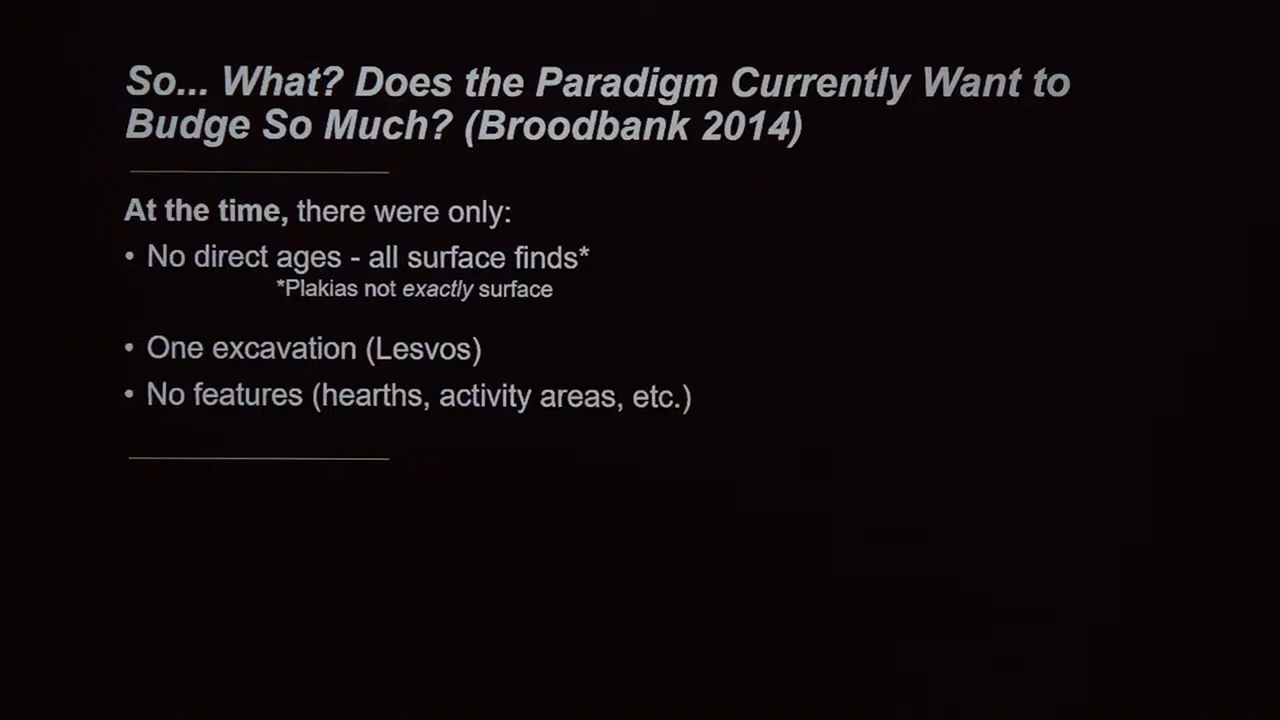 So... What? Does the Paradigm Currently Want to
Budge So Much? (Broodbank 2014)
At the time, there were only:
• No direct ages - all surface finds*
*Plakias not exactly surface
• One excavation (Lesvos)
• No features (hearths, activity areas, etc.)